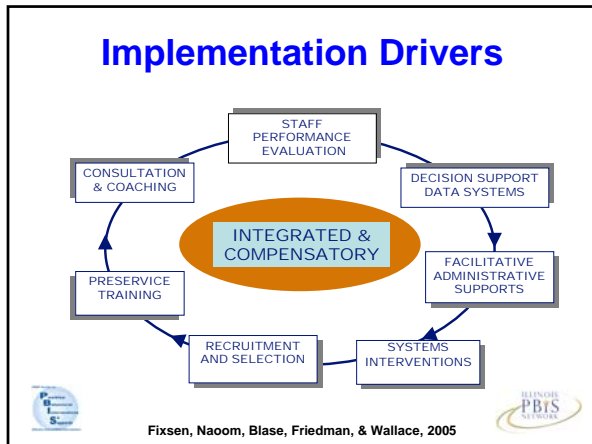 Implementation Drivers
STAFF
PERFORMANCE
EVALUATION
CONSULTATION
& COACHING
DECISION SUPPORT
DATA SYSTEMS
INTEGRATED &
COMPENSATORY
PRESERVICE
TRAINING
FACILITATIVE
ADMINISTRATIVE
SUPPORTS
RECRUITMENT
AND SELECTION
SYSTEMS
INTERVENTIONS
Fixsen, Naoom, Blase, Friedman, & Wallace, 2005
ILLINOIS
PBIS
NETWORK